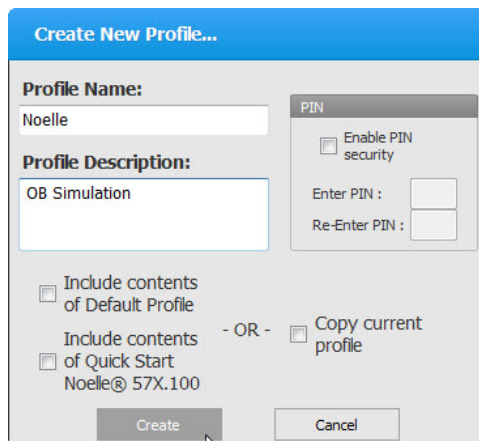 Create New Profile...
Profile Name:
Noelle
Profile Description:
OB Simulation
PIN
Enable PIN
security
Enter PIN :
Re-Enter PIN :
Include contents
of Default Profile
Include contents
of Quick Start
Noelle® 57X.100
- OR -
Copy current
profile
Create
Cancel